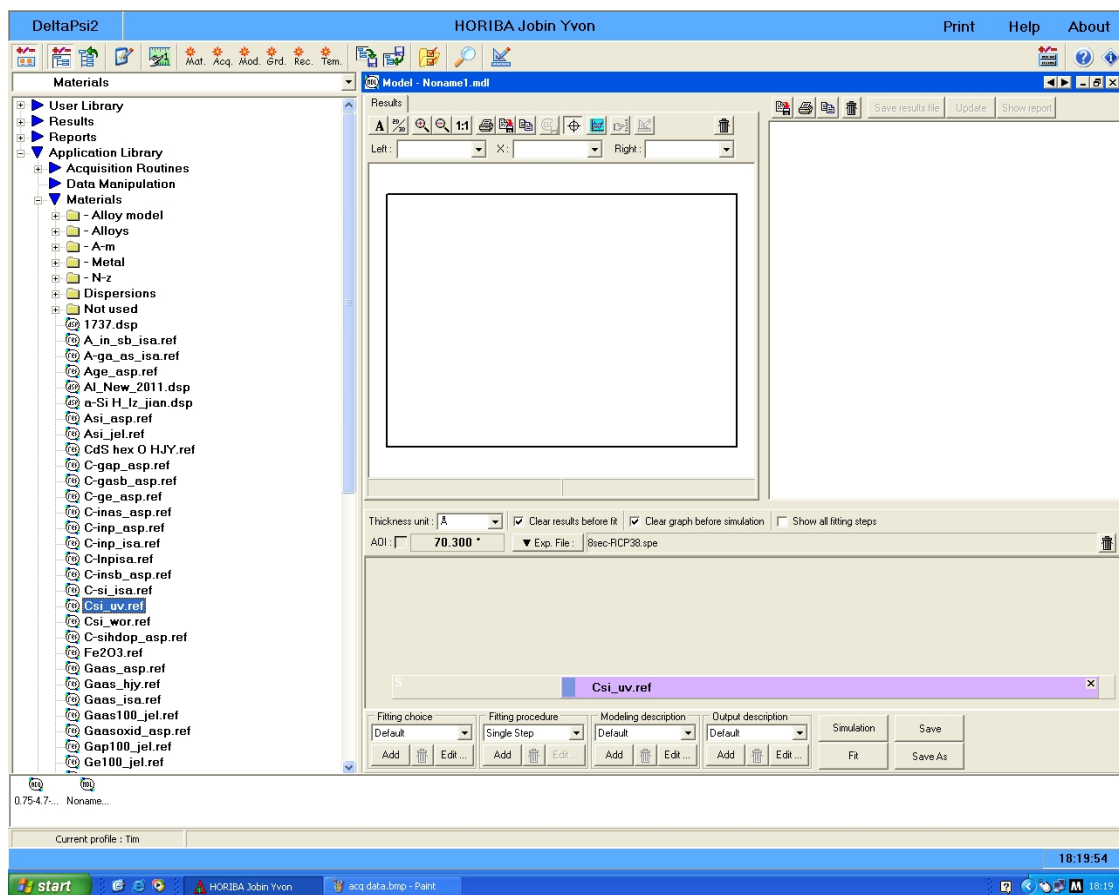 DeltaPsi2 HORIBA Jobin Yvon Print Help About
Mat. Acq. Mod. Grd. Rec. Tem.
Materials
Model - Noname1.mdl
User Library
Results
Reports
Application Library
Acquisition Routines
Data Manipulation
Materials
- Alloy model
- Alloys
- A-m
- Metal
- N-z
Dispersions
Not used
1737.dsp
A_in_sb_isa.ref
A-ga_as_isa.ref
Age_asp.ref
Al_New_2011.dsp
a-Si H_Iz_jian.dsp
Asi_asp.ref
Asi_jel.ref
CdS hex O HJY.ref
C-gap_asp.ref
C-gasb_asp.ref
C-ge_asp.ref
C-inas_asp.ref
C-inp_asp.ref
C-inp_isa.ref
C-Inpisa.ref
C-insb_asp.ref
C-si_isa.ref
Csi_uv.ref
Csi_wor.ref
C-sihdop_asp.ref
Fe2O3.ref
Gaas_asp.ref
Gaas_hjy.ref
Gaas_isa.ref
Gaas100_jel.ref
Gaasoxid_asp.ref
Gap100_jel.ref
Ge100_jel.ref
Results
A 1:1
Left : X : Right :
Save results file Update Show report
Thickness unit : Å Clear results before fit Clear graph before simulation Show all fitting steps
AOI : 70.300 ° Exp. File : 8sec-RCP38.spe
S Csi_uv.ref
Fitting choice Fitting procedure Modeling description Output description
Default Single Step Default Default Simulation Save
Add Edit ... Add Edit ... Add Edit ... Add Edit ... Fit Save As
0.75-4.7-... Noname...
Current profile : Tim
18:19:54
start HORIBA Jobin Yvon acq data.bmp - Paint 18:19